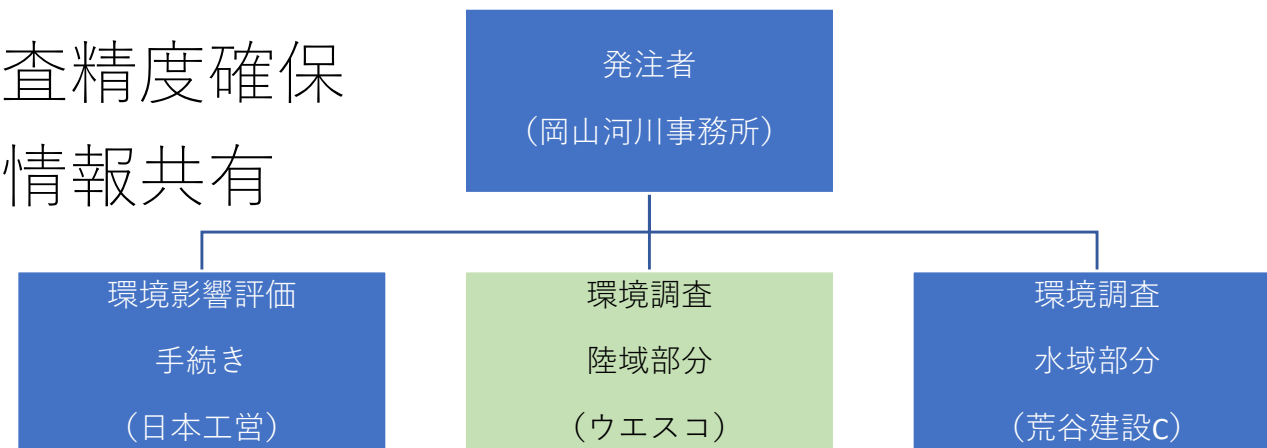 査精度確保
情報共有
発注者
（岡山河川事務所）
環境影響評価
手続き
（日本工営）
環境調査
陸域部分
（ウエスコ）
環境調査
水域部分
（荒谷建設C）